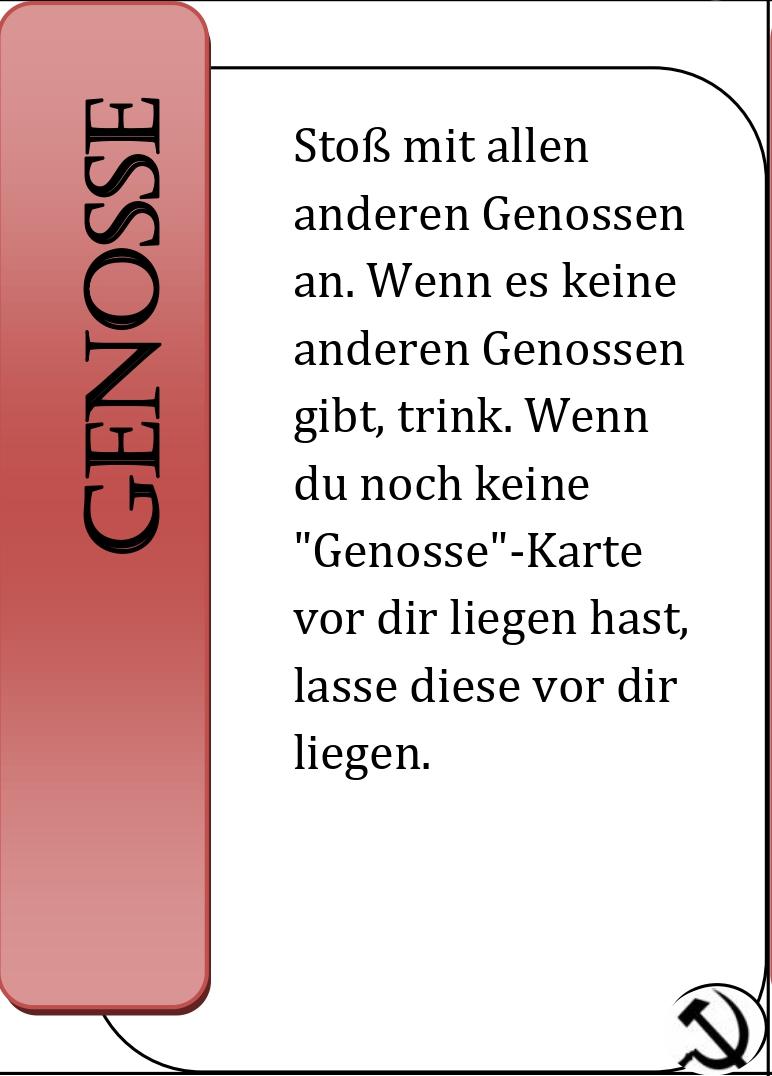 GENOSSE
Stoß mit allen
anderen Genossen
an. Wenn es keine
anderen Genossen
gibt, trink. Wenn
du noch keine
"Genosse"-Karte
vor dir liegen hast,
lasse diese vor dir
liegen.